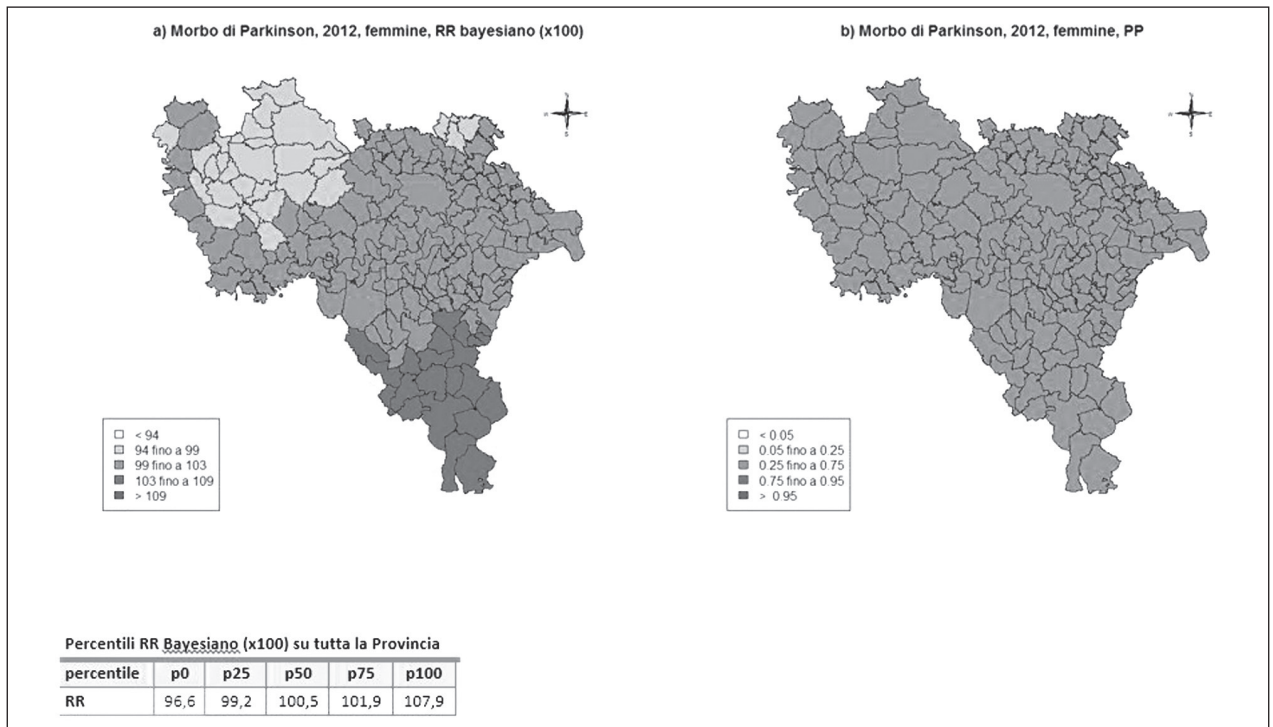 a) Morbo di Parkinson, 2012, femmine, RR bayesiano (x100)
b) Morbo di Parkinson, 2012, femmine, PP
N
W E
S
N
W E
S
< 94
94 fino a 99
99 fino a 103
103 fino a 109
> 109
< 0.05
0.05 fino a 0.25
0.25 fino a 0.75
0.75 fino a 0.95
> 0.95
Percentili RR Bayesiano (x100) su tutta la Provincia
percentile p0 p25 p50 p75 p100
RR 96,6 99,2 100,5 101,9 107,9